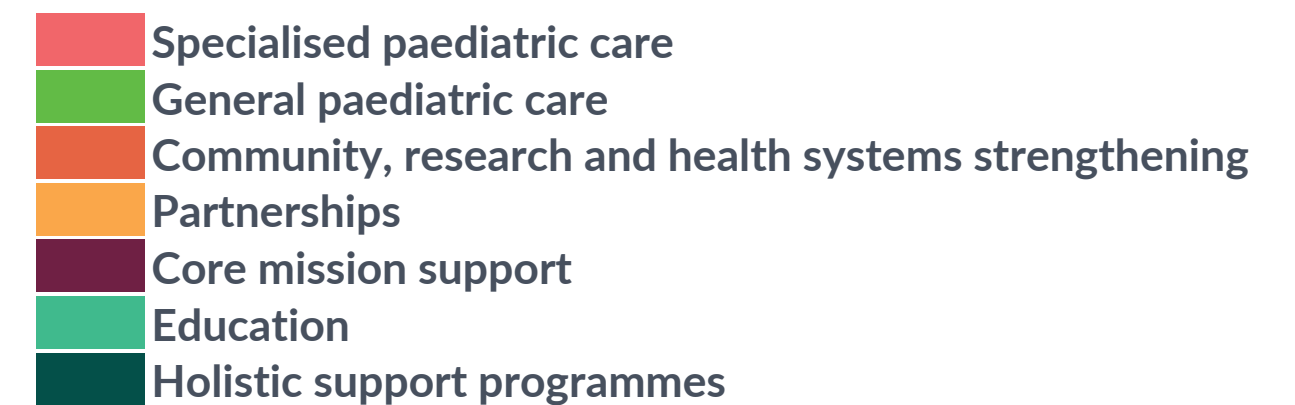 Specialised paediatric care
General paediatric care
Community, research and health systems strengthening
Partnerships
Core mission support
Education
Holistic support programmes